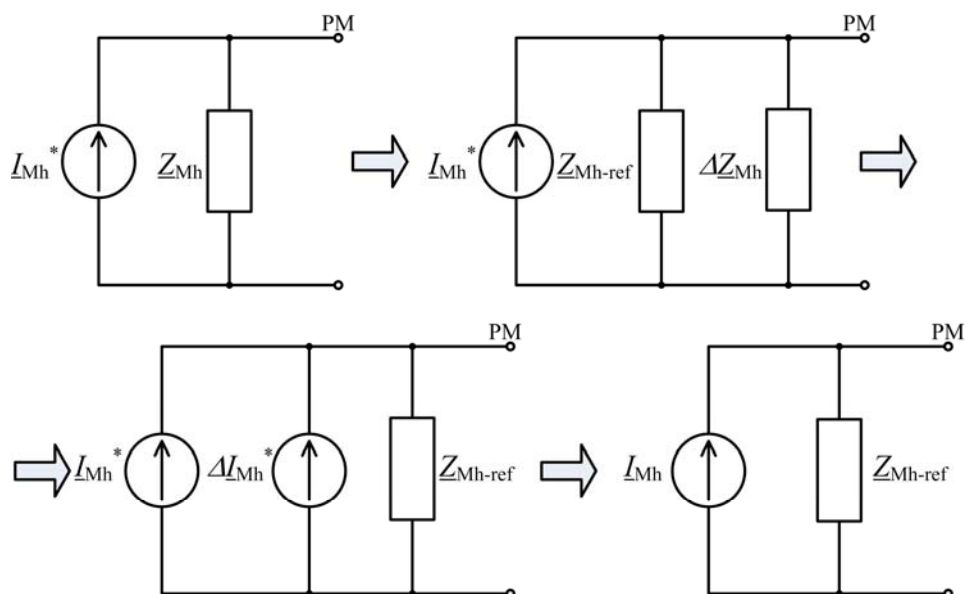 PM
I_Mh* Z_Mh
PM
I_Mh* Z_Mh-ref ΔZ_Mh
PM
I_Mh* ΔI_Mh* Z_Mh-ref
PM
I_Mh Z_Mh-ref